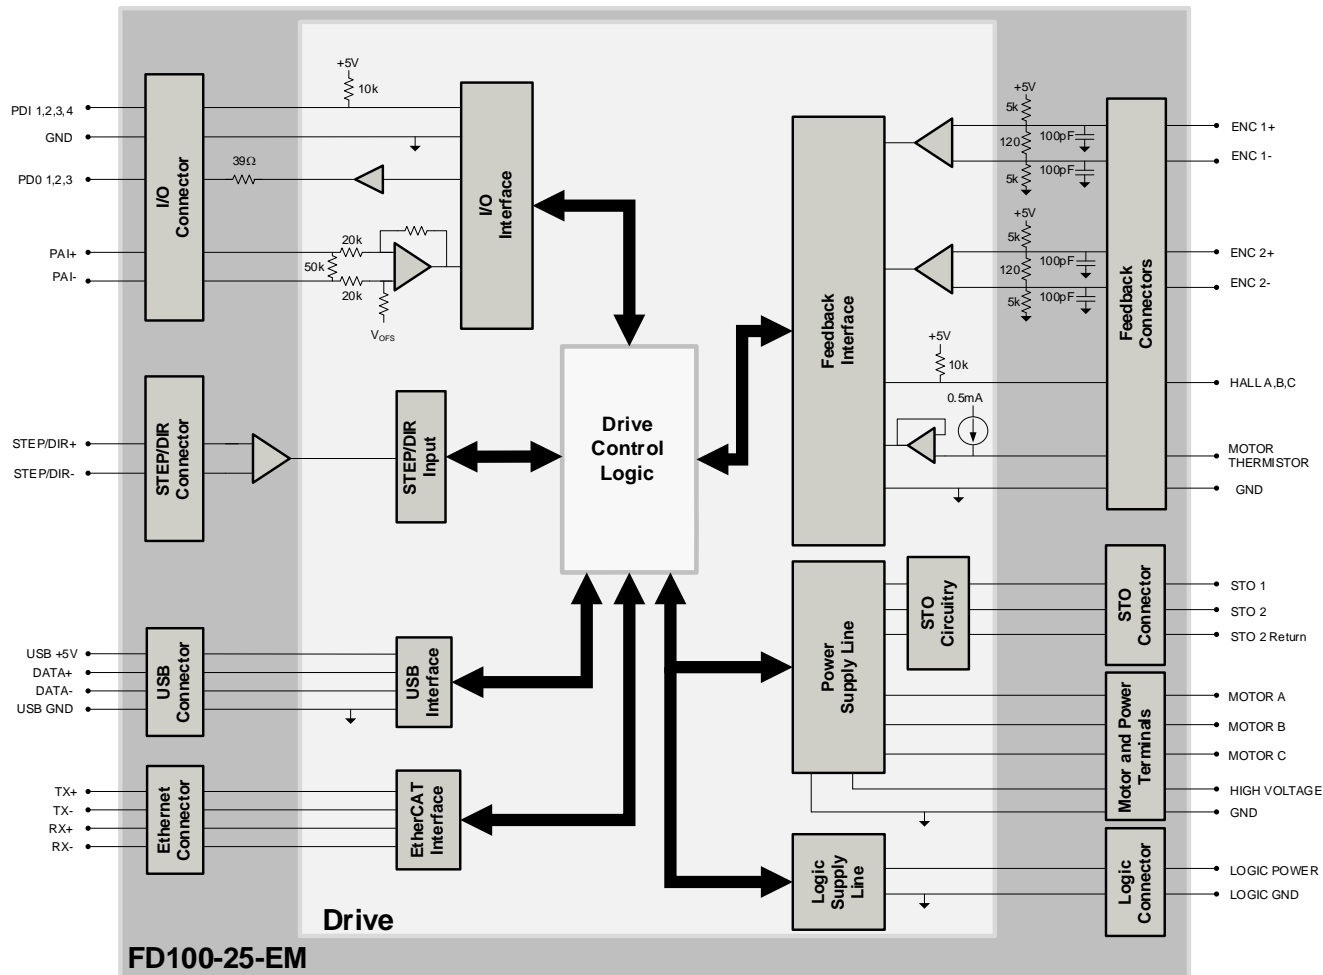 PDI 1,2,3,4
GND
PD0 1,2,3
PAI+
PAI-
I/O
Connector
+5V
10k
39Ω
20k
50k
20k
VOFS
I/O
Interface
STEP/DIR+
STEP/DIR-
STEP/DIR
Connector
STEP/DIR
Input
Drive
Control
Logic
USB +5V
DATA+
DATA-
USB GND
USB
Connector
USB
Interface
TX+
TX-
RX+
RX-
Ethernet
Connector
EtherCAT
Interface
Feedback
Interface
+5V
5k
120
5k
100pF
100pF
+5V
5k
120
5k
100pF
100pF
+5V
10k
0.5mA
Feedback
Connectors
ENC 1+
ENC 1-
ENC 2+
ENC 2-
HALL A,B,C
MOTOR
THERMISTOR
GND
Power
Supply Line
STO
Circuitry
STO
Connector
STO 1
STO 2
STO 2 Return
Motor and Power
Terminals
MOTOR A
MOTOR B
MOTOR C
HIGH VOLTAGE
GND
Logic
Supply
Line
Logic
Connector
LOGIC POWER
LOGIC GND
Drive
FD100-25-EM